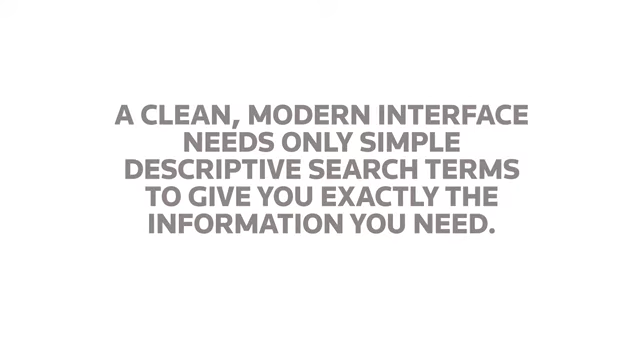 A CLEAN, MODERN INTERFACE
NEEDS ONLY SIMPLE
DESCRIPTIVE SEARCH TERMS
TO GIVE YOU EXACTLY THE
INFORMATION YOU NEED.